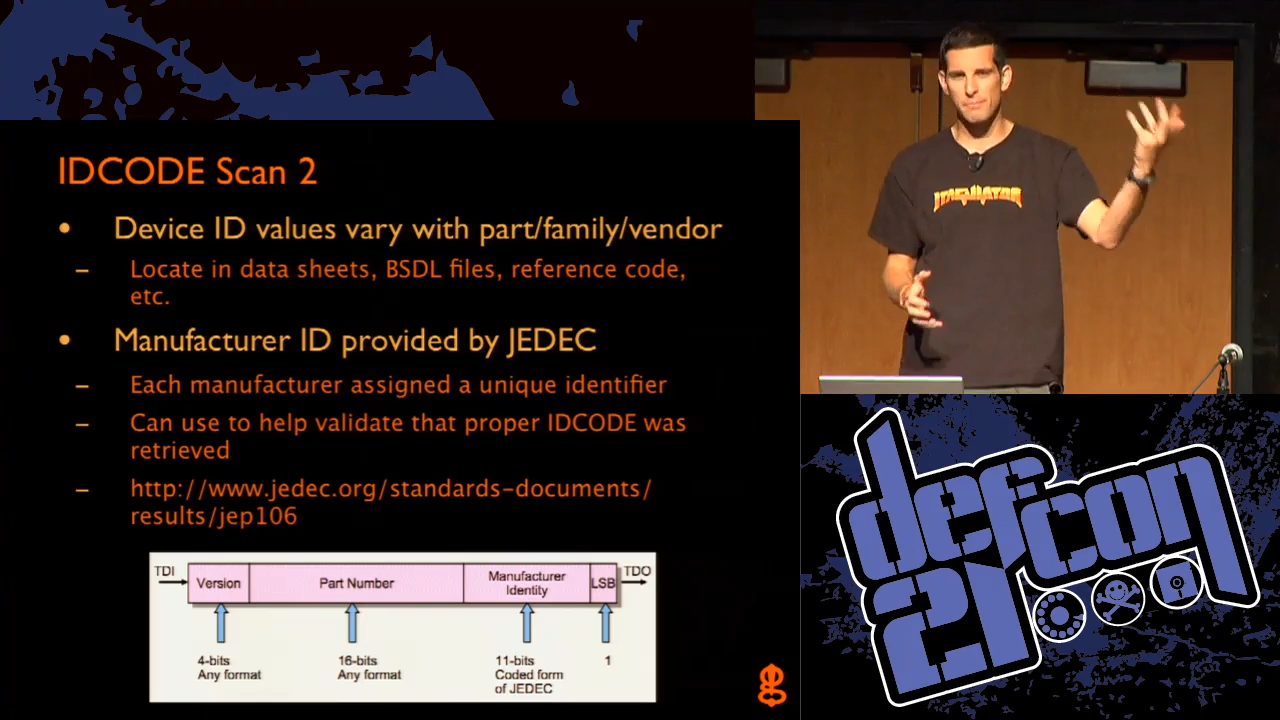 IDCODE Scan 2
• Device ID values vary with part/family/vendor
– Locate in data sheets, BSDL files, reference code,
etc.
• Manufacturer ID provided by JEDEC
– Each manufacturer assigned a unique identifier
– Can use to help validate that proper IDCODE was
retrieved
– http://www.jedec.org/standards-documents/
results/jep106
TDI
Version
Part Number
Manufacturer
Identity
LSB
TDO
4-bits
Any format
16-bits
Any format
11-bits
Coded form
of JEDEC
1
JTAGULATOR
defcon
21